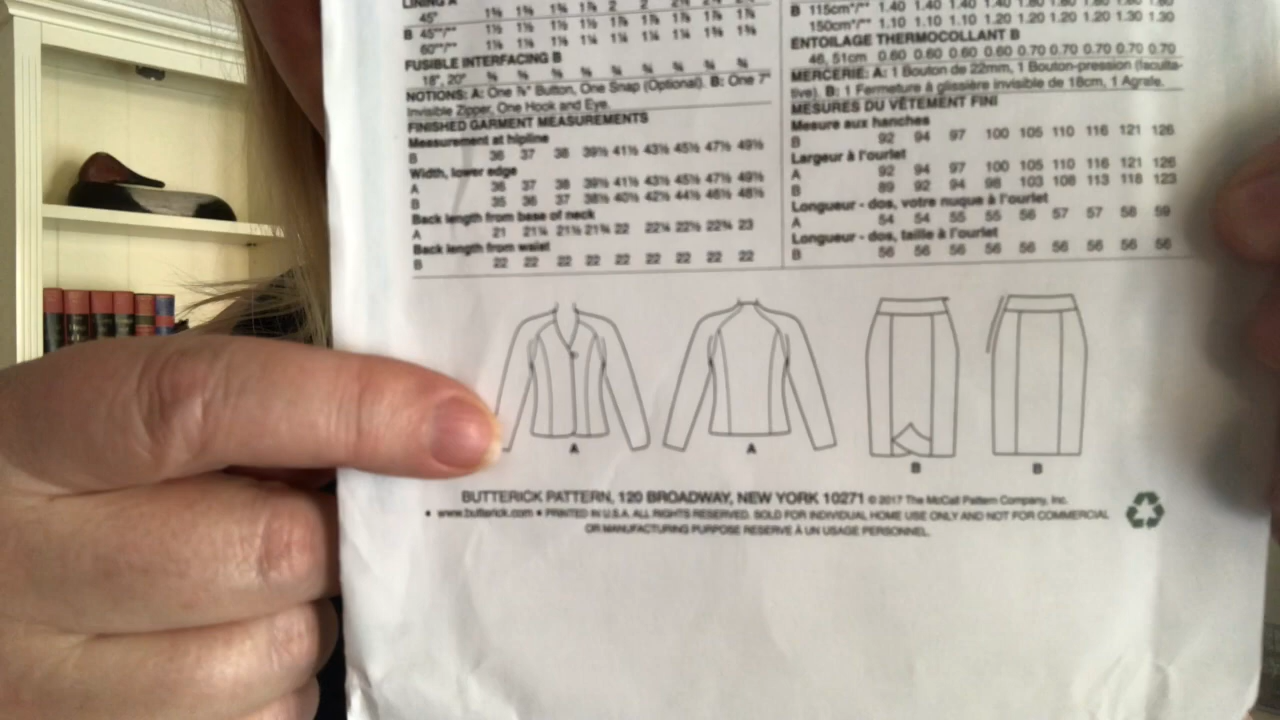 LINING A
45"
B 45"*/**
60"*/**
FUSIBLE INTERFACING B
18", 20"
NOTIONS: A: One ⅞" Button, One Snap (Optional). B: One 7"
Invisible Zipper, One Hook and Eye.
FINISHED GARMENT MEASUREMENTS
Measurement at hipline
B 36 37 38 39½ 41½ 43½ 45½ 47½ 49½
Width, lower edge
A 36 37 38 39½ 41½ 43½ 45½ 47½ 49½
B 35 36 37 38½ 40½ 42½ 44½ 46½ 48½
Back length from base of neck
A 21 21¼ 21½ 21¾ 22 22¼ 22½ 22¾ 23
Back length from waist
B 22 22 22 22 22 22 22 22 22
B 115cm*/** 1.40 1.40 1.40 1.40
150cm*/** 1.10 1.10 1.10 1.20 1.20 1.20 1.20 1.30 1.30
ENTOILAGE THERMOCOLLANT B
46, 51cm 0.60 0.60 0.60 0.60 0.70 0.70 0.70 0.70 0.70
MERCERIE: A: 1 Bouton de 22mm, 1 Bouton-pression (faculta-
tive). B: 1 Fermeture à glissière invisible de 18cm, 1 Agrafe.
MESURES DU VÊTEMENT FINI
Mesure aux hanches
B 92 94 97 100 105 110 116 121 126
Largeur à l'ourlet
A 92 94 97 100 105 110 116 121 126
B 89 92 94 98 103 108 113 118 123
Longueur - dos, votre nuque à l'ourlet
A 54 54 55 55 56 57 57 58 59
Longueur - dos, taille à l'ourlet
B 56 56 56 56 56 56 56 56 56
A A B B
BUTTERICK PATTERN, 120 BROADWAY, NEW YORK 10271 © 2017 The McCall Pattern Company, Inc.
• www.butterick.com • PRINTED IN U.S.A. ALL RIGHTS RESERVED. SOLD FOR INDIVIDUAL HOME USE ONLY AND NOT FOR COMMERCIAL
OR MANUFACTURING PURPOSE RESERVE À UN USAGE PERSONNEL.